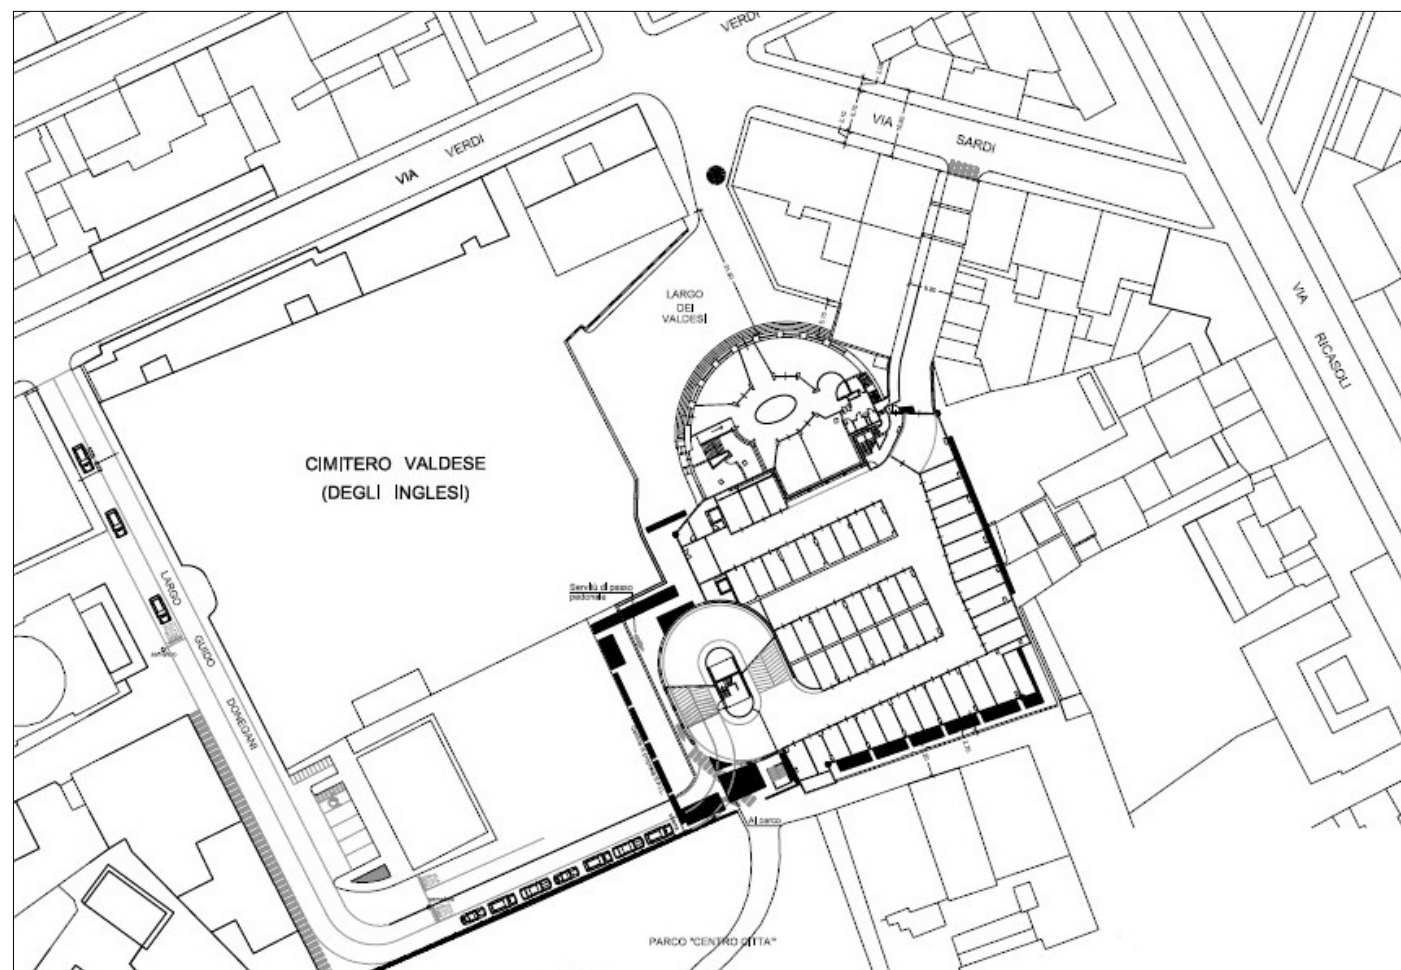 VERDI
VIA
SARDI
VIA
VERDI
VIA
RICASOLI
LARGO
DEI
VALDESI
CIMITERO VALDESE
(DEGLI INGLESI)
Servitù di passo
pedonale
LARGO
GUIDO
DONEGANI
Al parco
PARCO "CENTRO CITTA'"